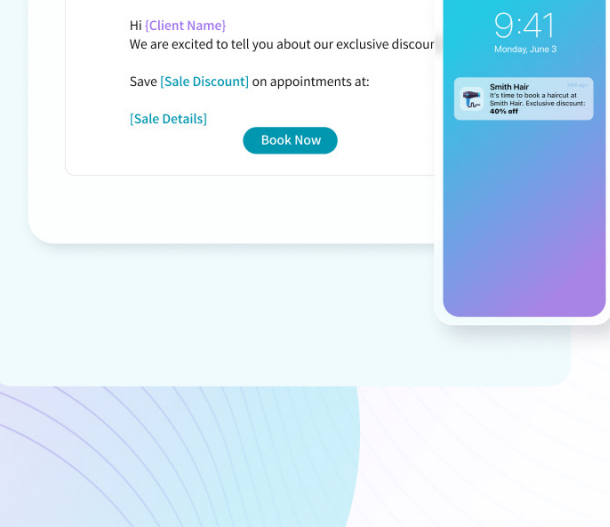 Hi {Client Name}
We are excited to tell you about our exclusive
Save [Sale Discount] on appointments at:
[Sale Details]
Book Now
9:41
Monday, June 3
Smith Hair
It's time to book a haircut at
Smith Hair. Exclusive discount:
40% off